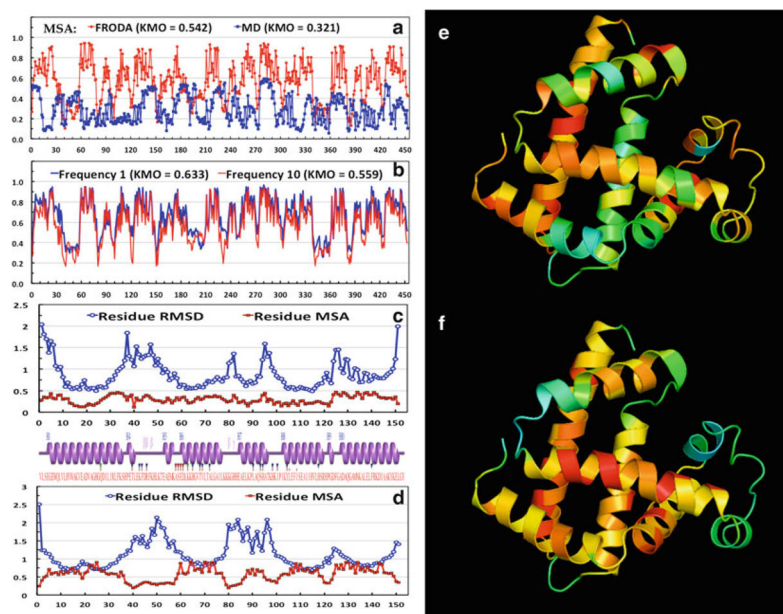 MSA: FRODA (KMO = 0.542) MD (KMO = 0.321) a
1.0
0.8
0.6
0.4
0.2
0.0
0 30 60 90 120 150 180 210 240 270 300 330 360 390 420 450
Frequency 1 (KMO = 0.633) Frequency 10 (KMO = 0.559) b
1.0
0.8
0.6
0.4
0.2
0.0
0 30 60 90 120 150 180 210 240 270 300 330 360 390 420 450
Residue RMSD Residue MSA c
2.5
2
1.5
1
0.5
0
0 10 20 30 40 50 60 70 80 90 100 110 120 130 140 150
Residue RMSD Residue MSA d
3
2.5
2
1.5
1
0.5
0
0 10 20 30 40 50 60 70 80 90 100 110 120 130 140 150
e
f